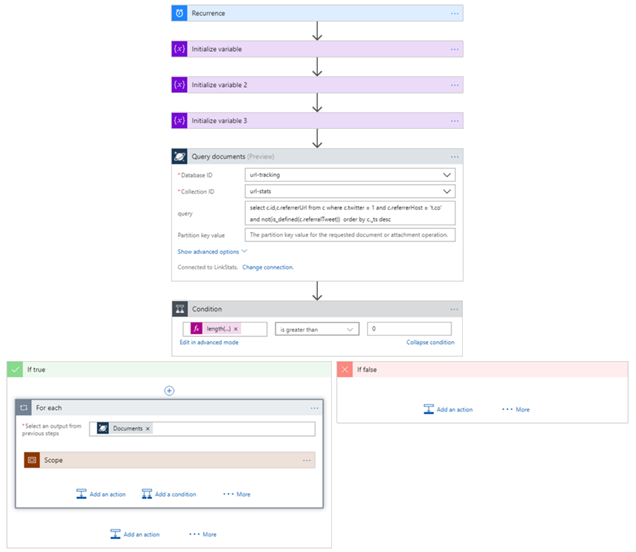 Recurrence
Initialize variable
Initialize variable 2
Initialize variable 3
Query documents (Preview)
*Database ID
url-tracking
*Collection ID
url-stats
query
select c.id,c.referrerUrl from c where c.twitter = 1 and c.referrerHost = 't.co'
and not(is_defined(c.referralTweet)) order by c._ts desc
Partition key value
The partition key value for the requested document or attachment operation.
Show advanced options
Connected to LinkStats. Change connection.
Condition
length(...) ×
is greater than
0
Edit in advanced mode
Collapse condition
If true
If false
For each
Add an action
More
*Select an output from
previous steps
Documents ×
Scope
Add an action
Add a condition
More
Add an action
More